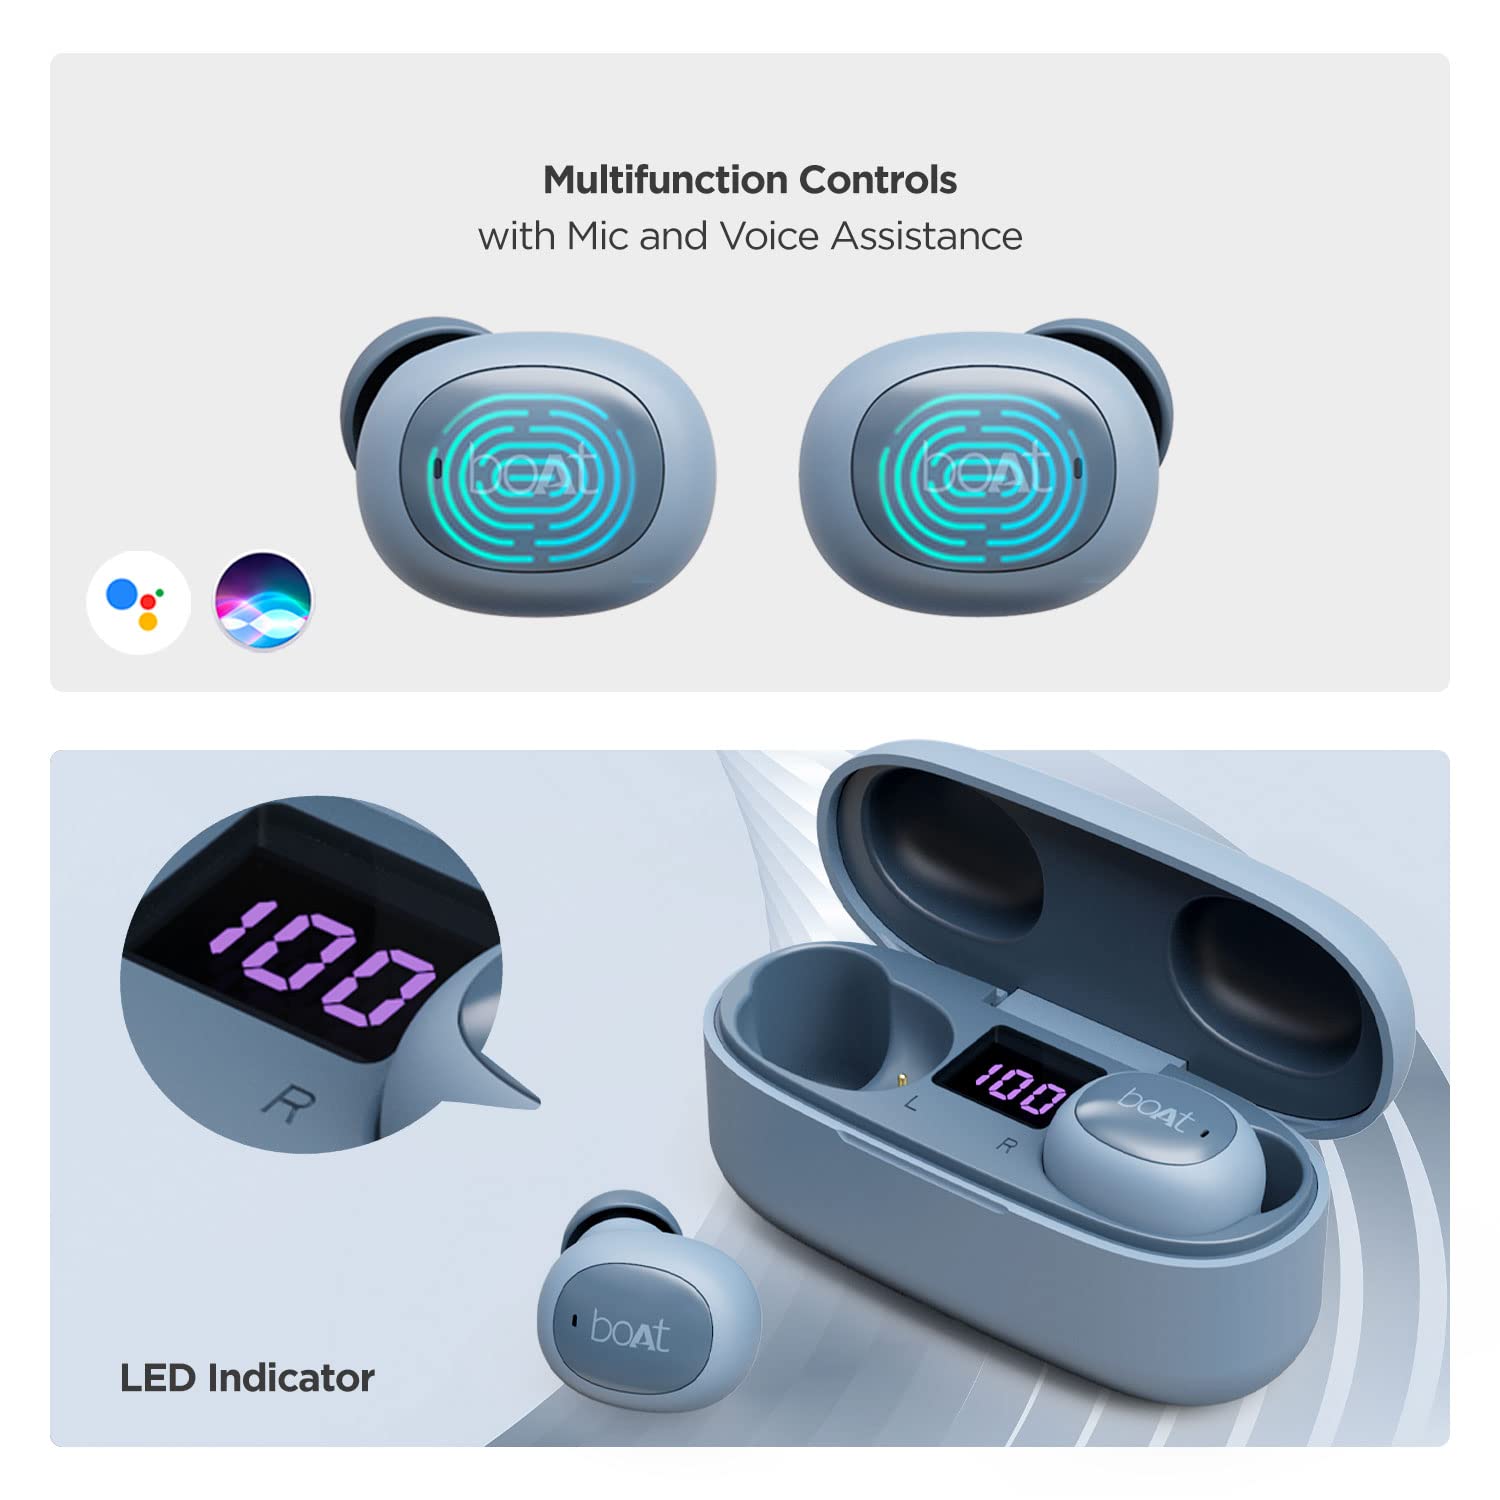 Multifunction Controls
with Mic and Voice Assistance
boAt
boAt
100
R
100
L
R
boAt
boAt
LED Indicator